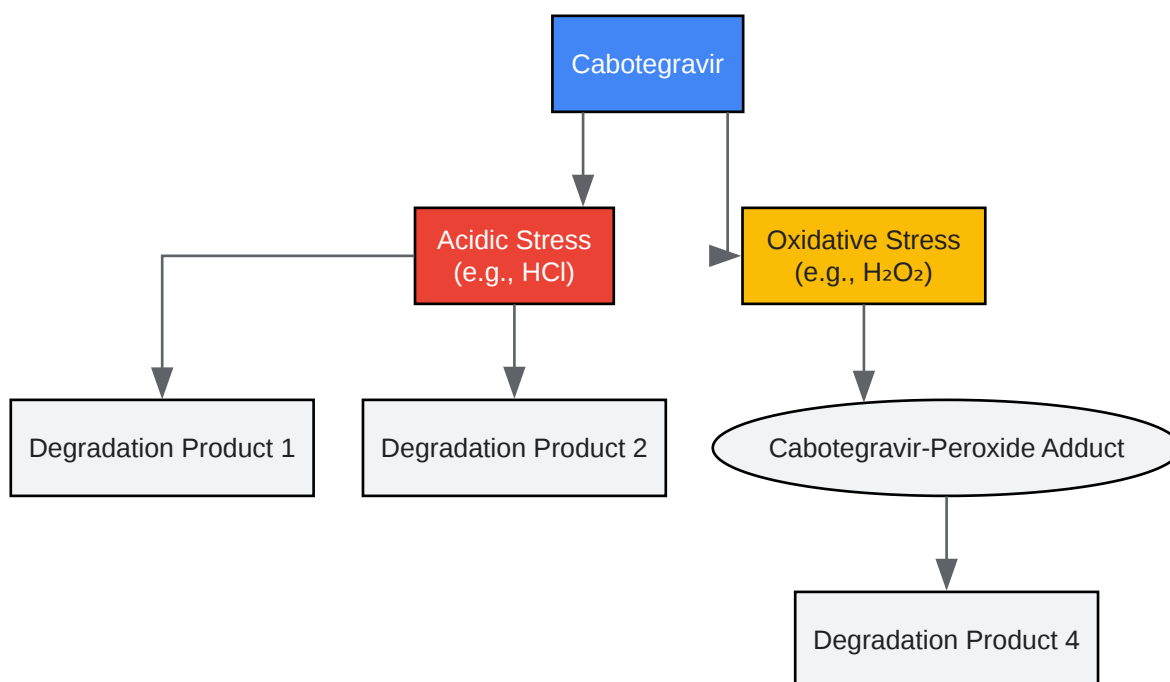 Cabotegravir
Acidic Stress
(e.g., HCl)
Oxidative Stress
(e.g., H₂O₂)
Degradation Product 1
Degradation Product 2
Cabotegravir-Peroxide Adduct
Degradation Product 4